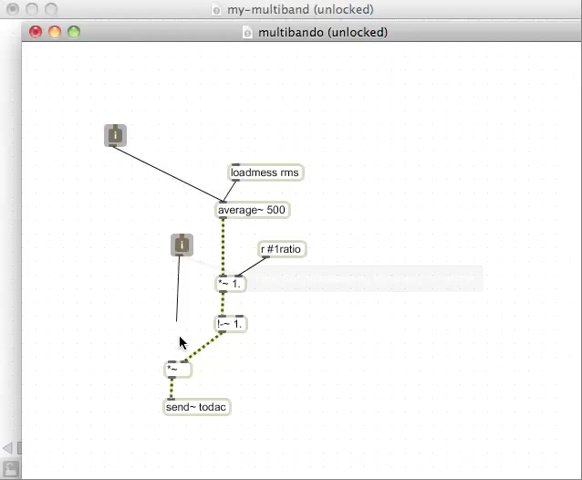 my-multiband (unlocked)
multibando (unlocked)
i
loadmess rms
average~ 500
i
r #1ratio
*~ 1.
!-~ 1.
*~
send~ todac